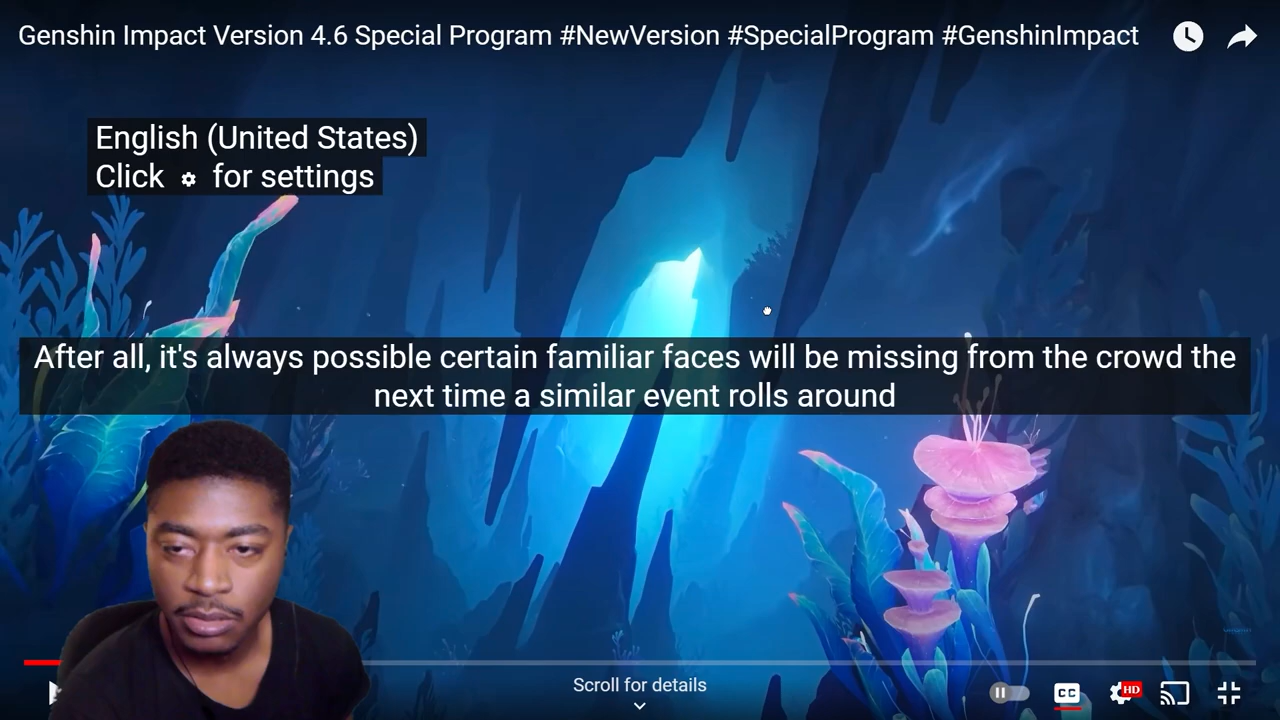 Genshin Impact Version 4.6 Special Program #NewVersion #SpecialProgram #GenshinImpact
English (United States)
Click for settings
After all, it's always possible certain familiar faces will be missing from the crowd the
next time a similar event rolls around
Scroll for details
CC
HD